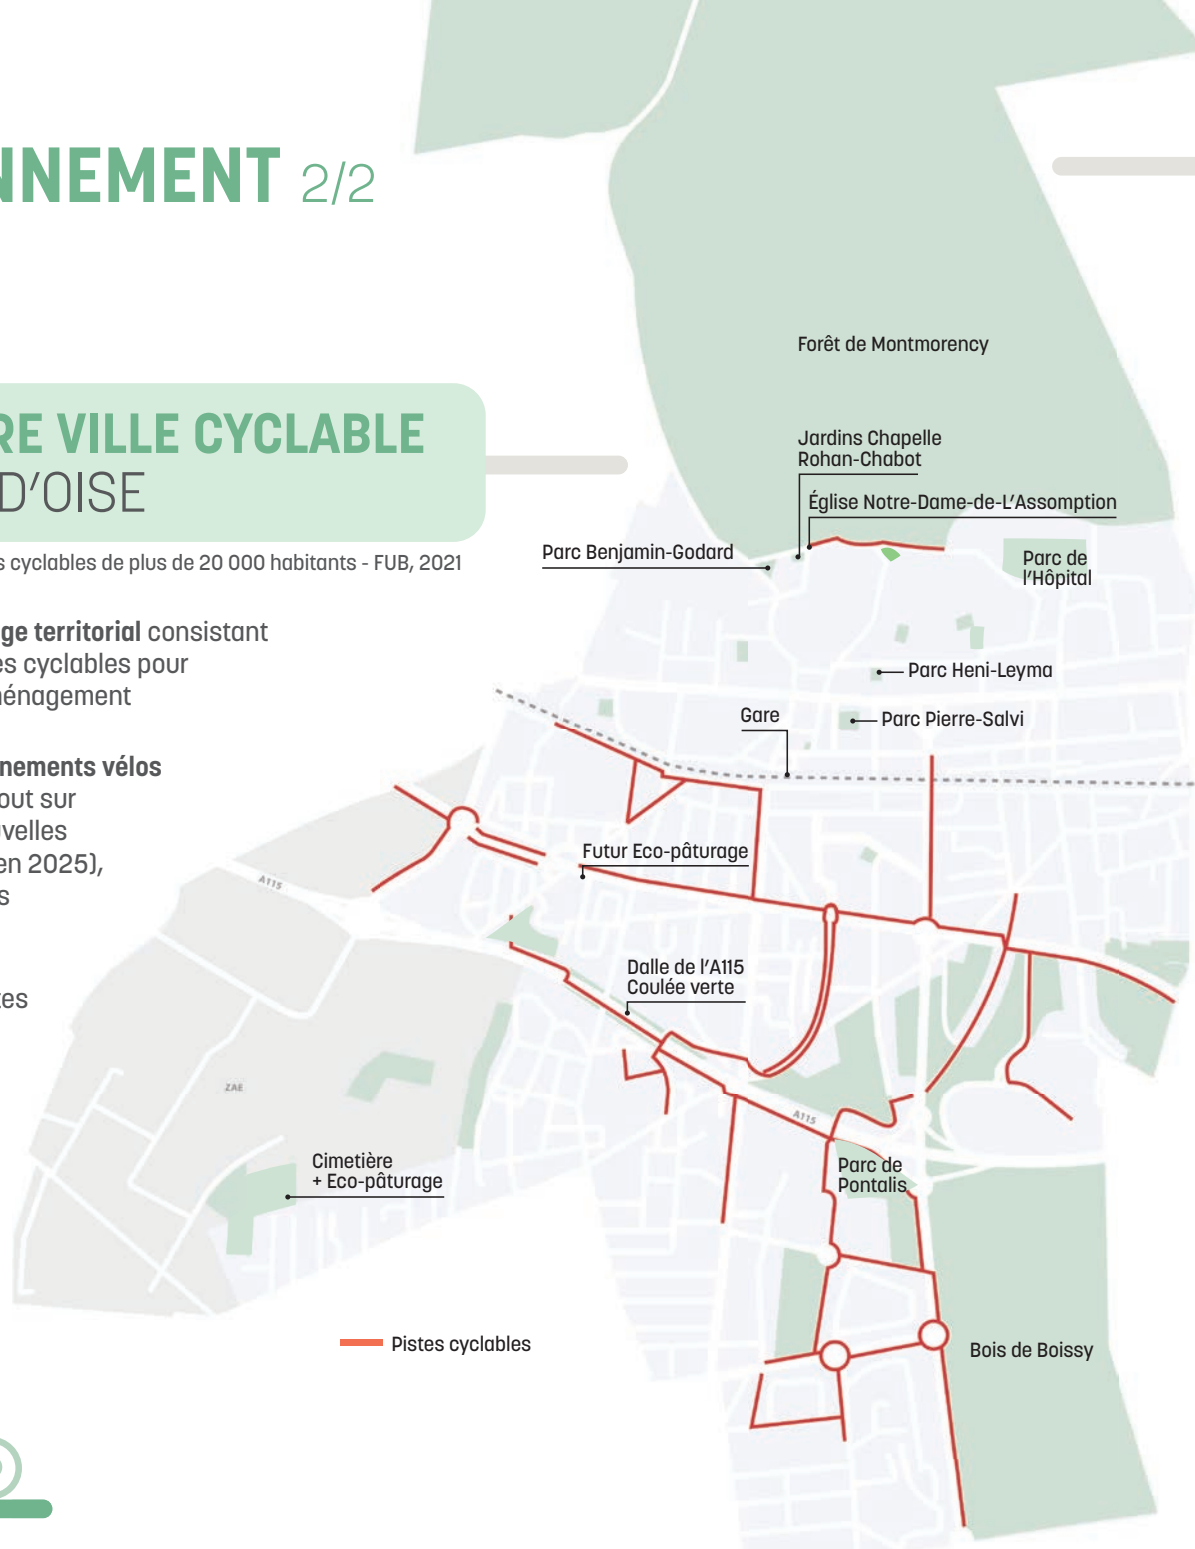 NNEMENT 2/2
RE VILLE CYCLABLE
D'OISE
s cyclables de plus de 20 000 habitants - FUB, 2021
ge territorial consistant
es cyclables pour
ménagement
nements vélos
out sur
uvelles
en 2025),
s
tes
Forêt de Montmorency
Jardins Chapelle
Rohan-Chabot
Église Notre-Dame-de-L'Assomption
Parc Benjamin-Godard
Parc de
l'Hôpital
Parc Heni-Leyma
Gare
Parc Pierre-Salvi
Futur Eco-pâturage
A115
Dalle de l'A115
Coulée verte
ZAE
A115
Cimetière
+ Eco-pâturage
Parc de
Pontalis
Pistes cyclables
Bois de Boissy